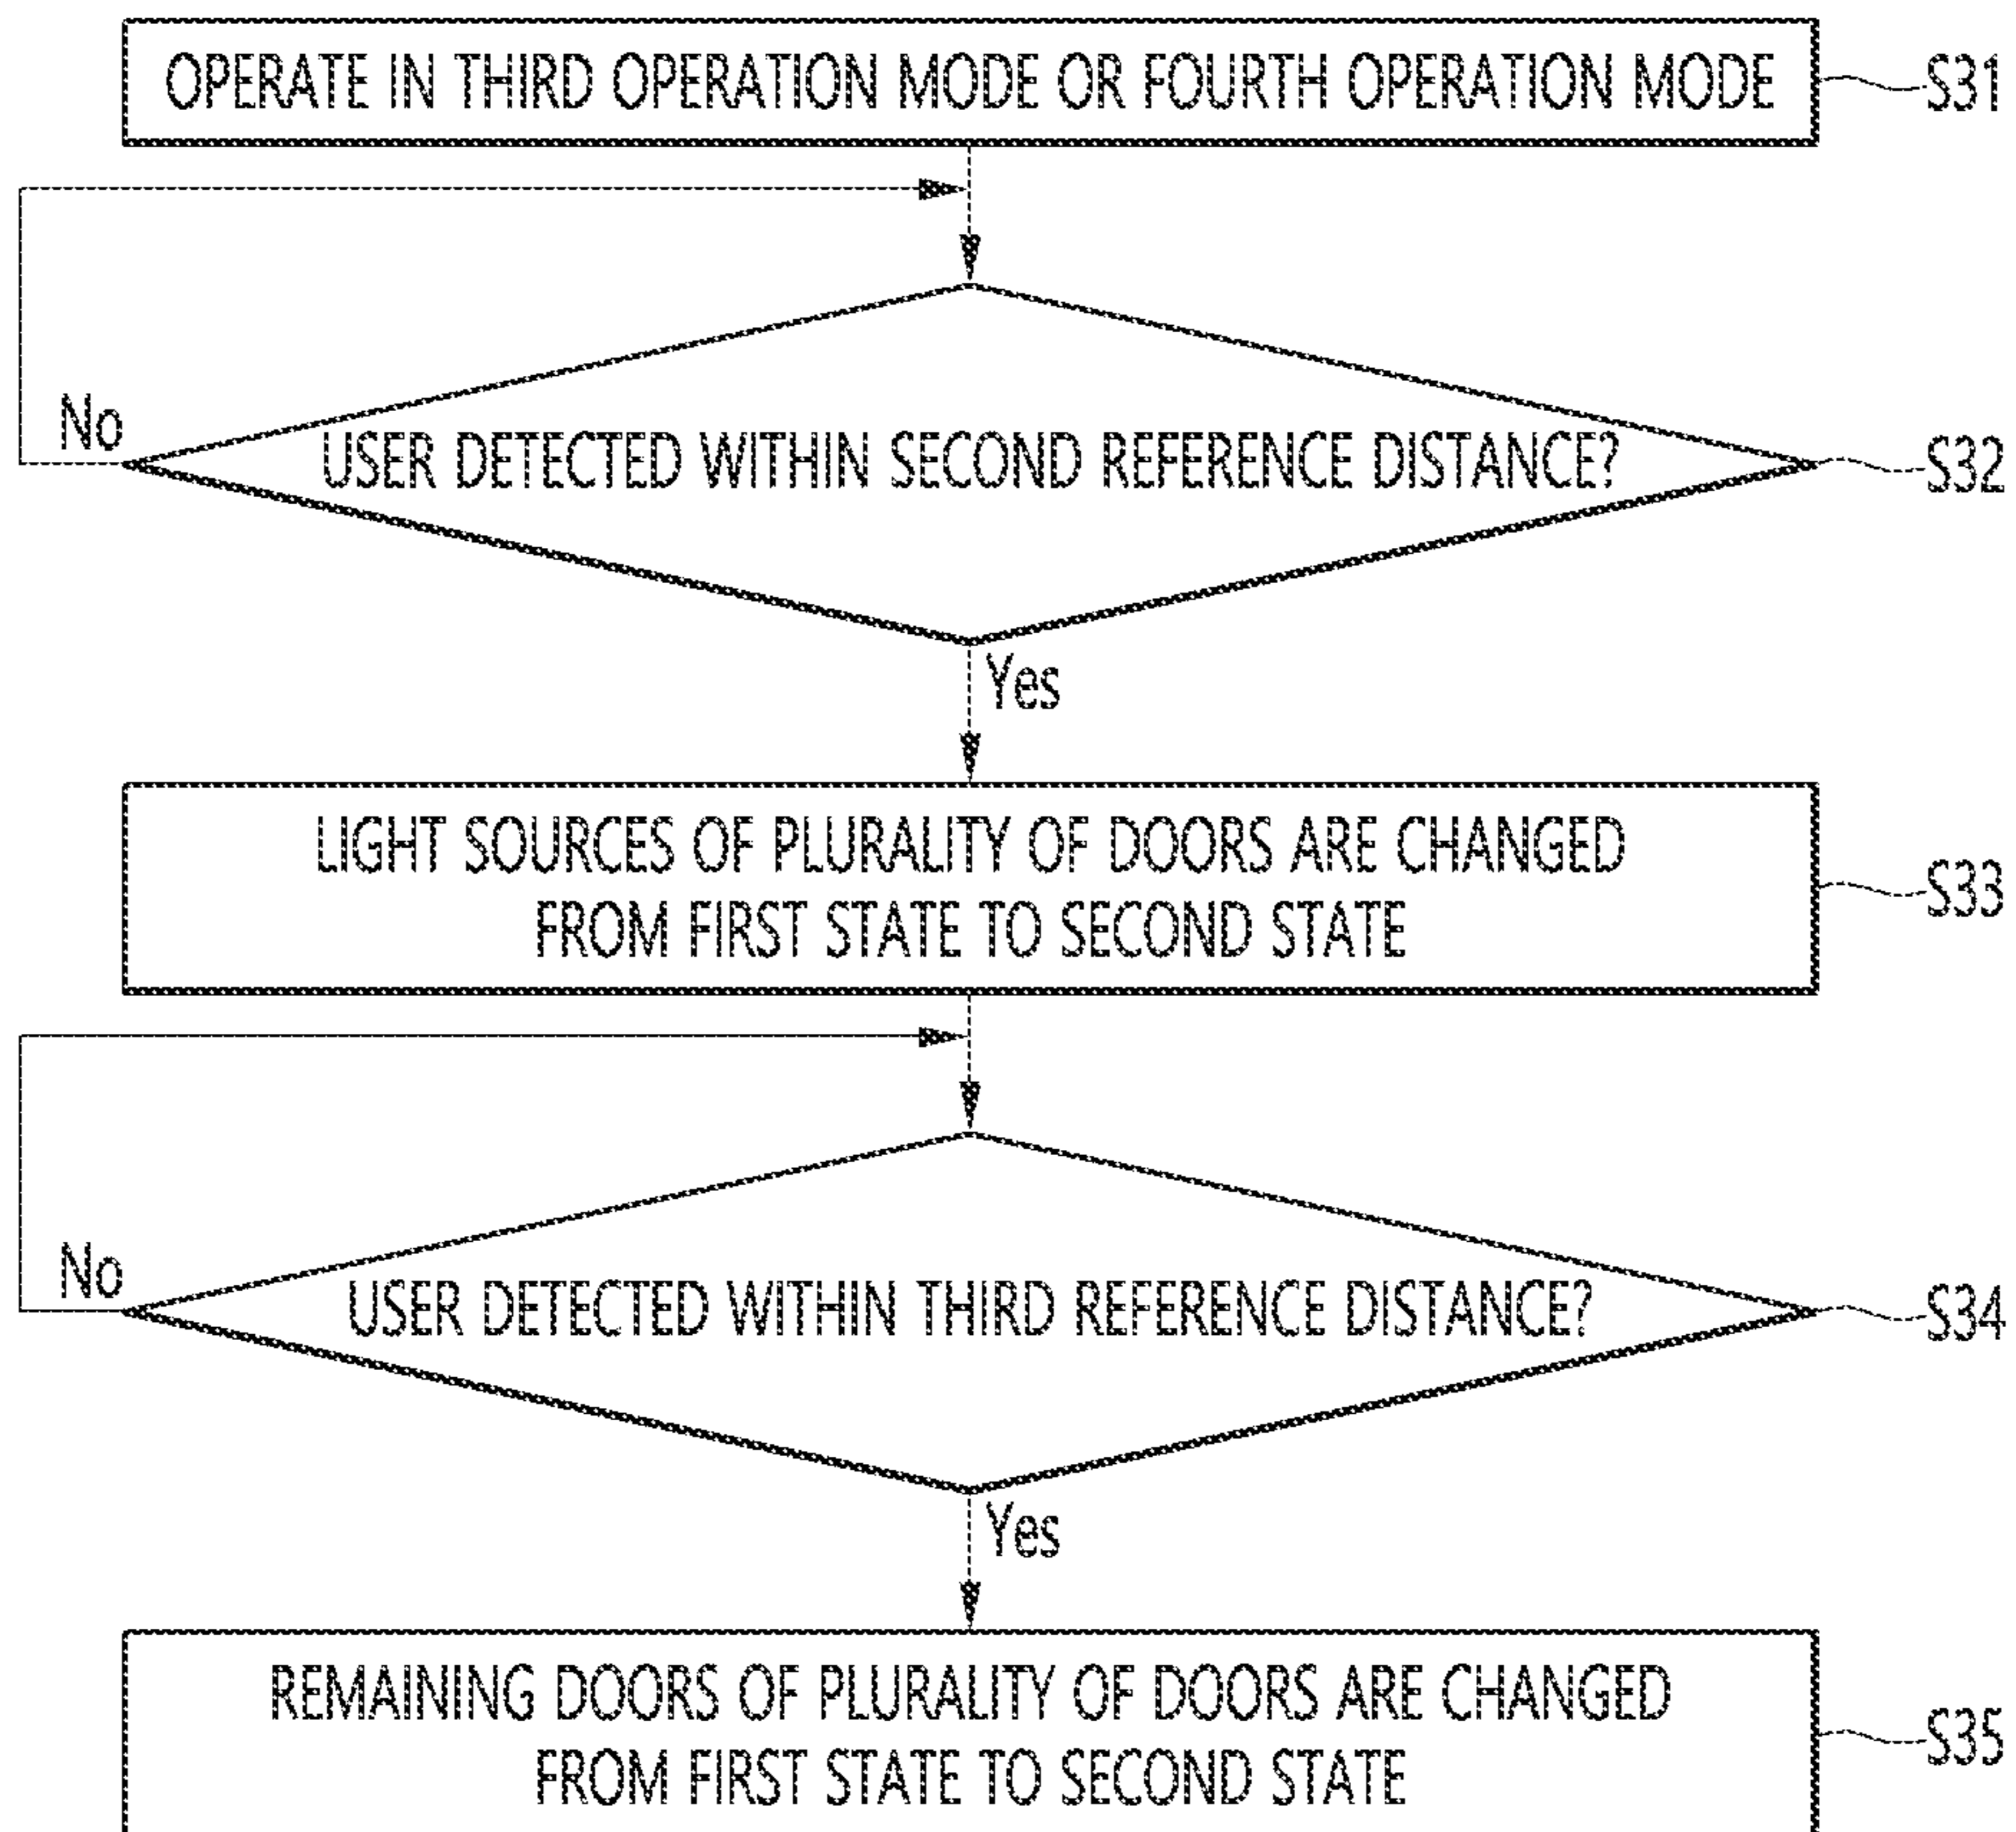 OPERATE IN THIRD OPERATION MODE OR FOURTH OPERATION MODE
S31
No
USER DETECTED WITHIN SECOND REFERENCE DISTANCE?
S32
Yes
LIGHT SOURCES OF PLURALITY OF DOORS ARE CHANGED
FROM FIRST STATE TO SECOND STATE
S33
No
USER DETECTED WITHIN THIRD REFERENCE DISTANCE?
S34
Yes
REMAINING DOORS OF PLURALITY OF DOORS ARE CHANGED
FROM FIRST STATE TO SECOND STATE
S35